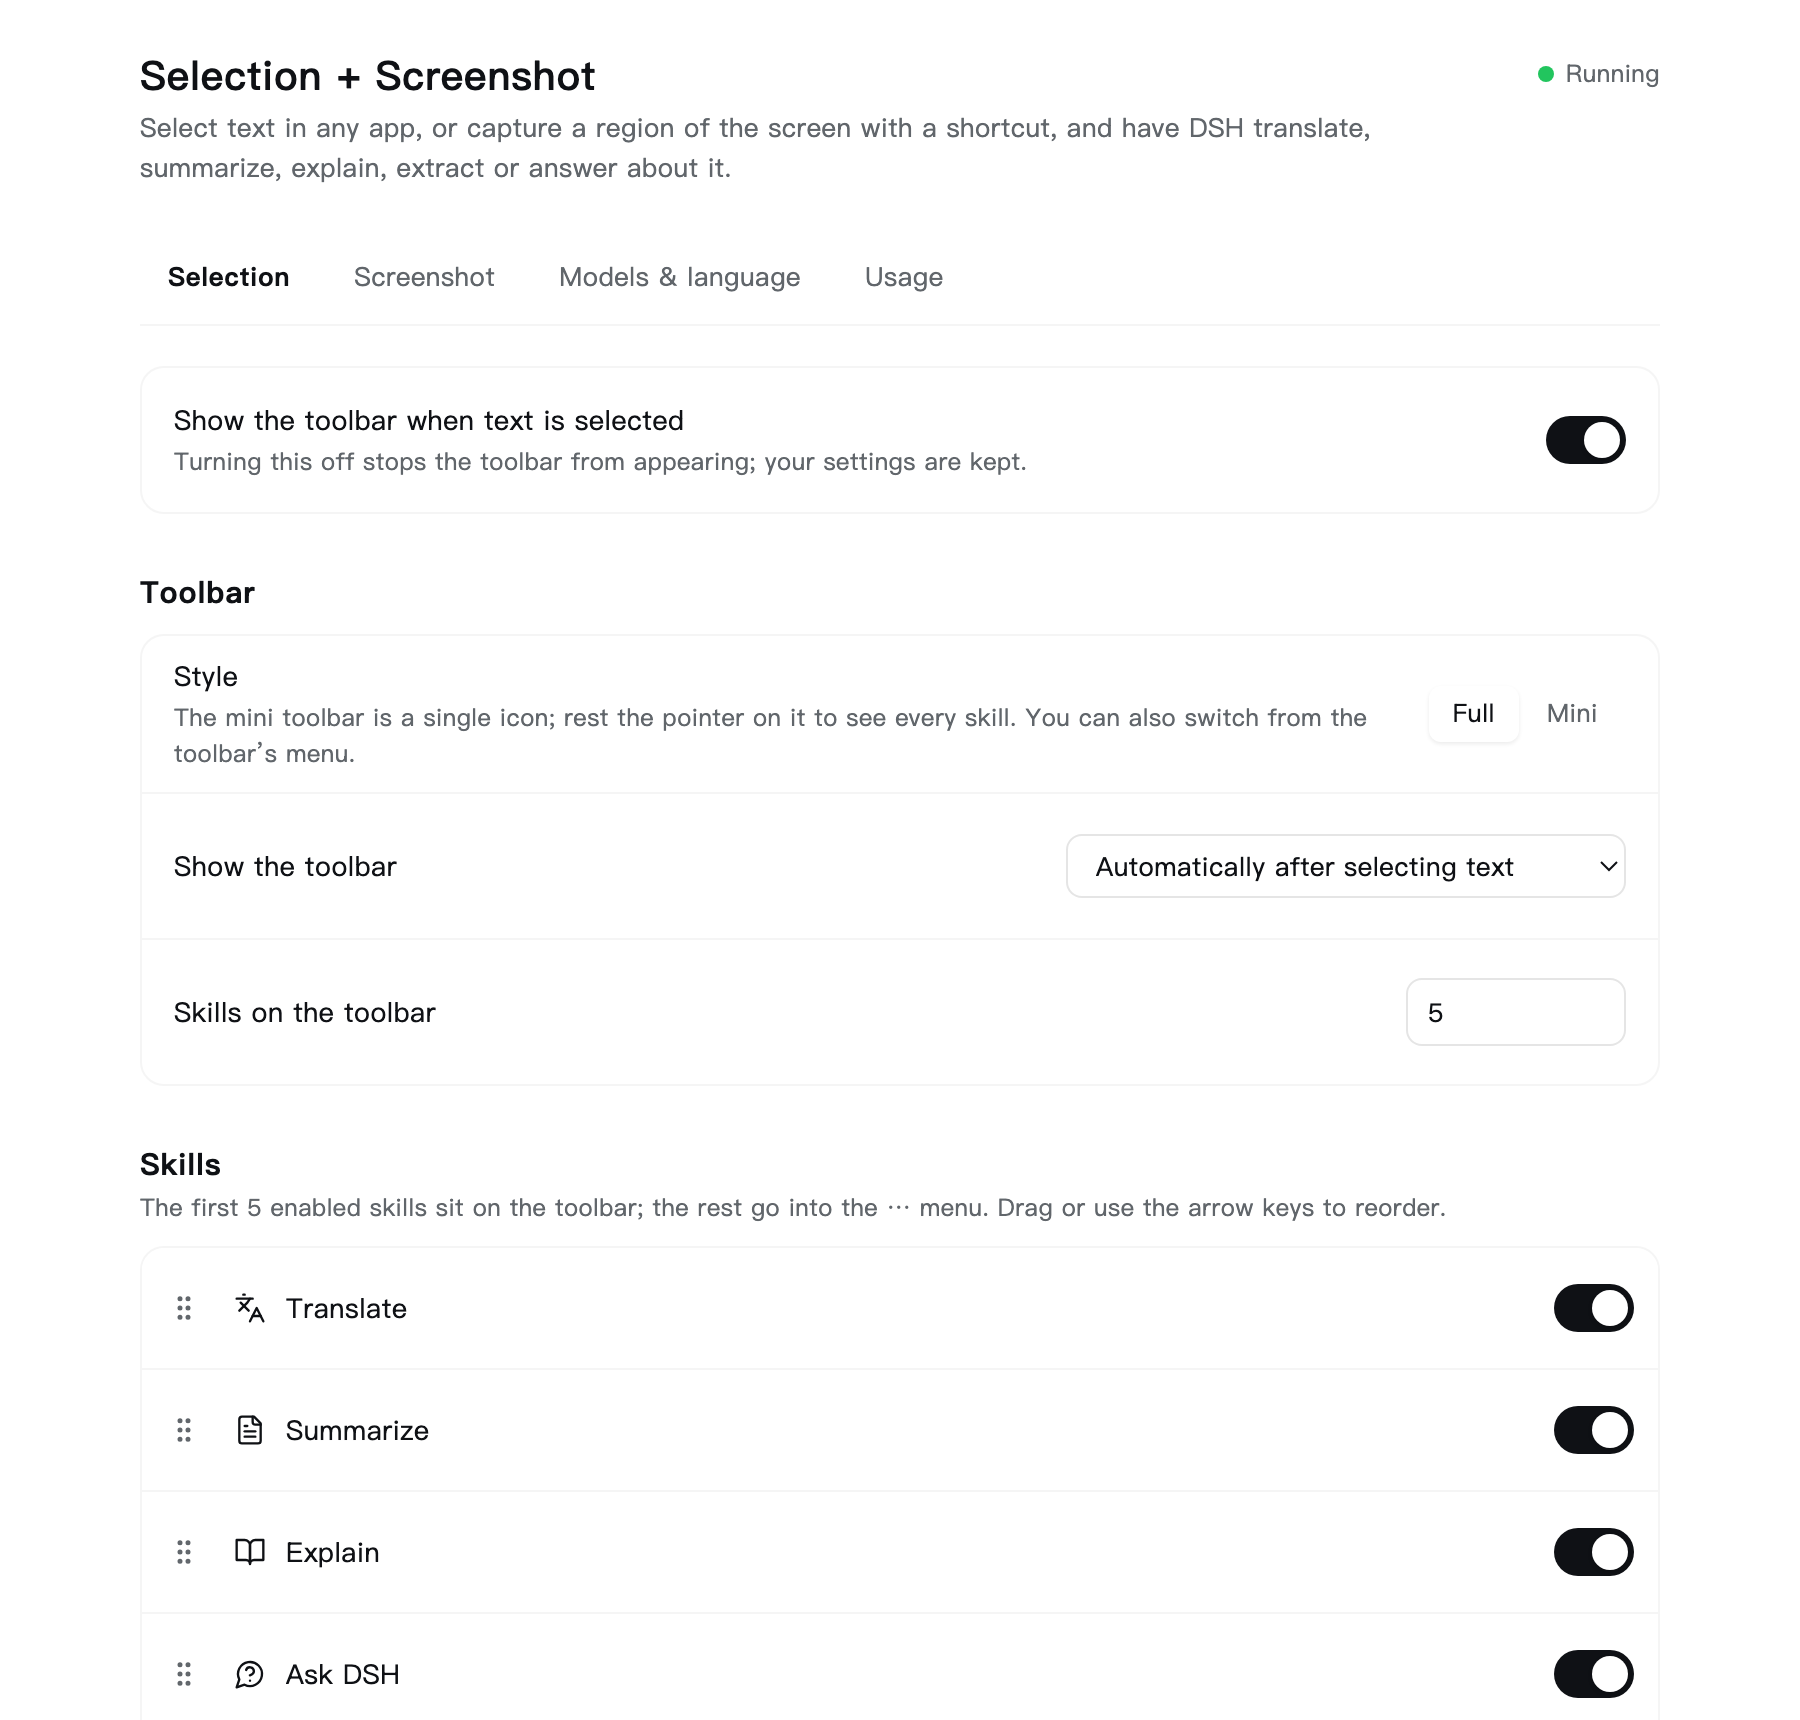 Selection + Screenshot
Running
Select text in any app, or capture a region of the screen with a shortcut, and have DSH translate,
summarize, explain, extract or answer about it.
Selection
Screenshot
Models & language
Usage
Show the toolbar when text is selected
Turning this off stops the toolbar from appearing; your settings are kept.
Toolbar
Style
The mini toolbar is a single icon; rest the pointer on it to see every skill. You can also switch from the
toolbar’s menu.
Full
Mini
Show the toolbar
Automatically after selecting text
Skills on the toolbar
5
Skills
The first 5 enabled skills sit on the toolbar; the rest go into the ··· menu. Drag or use the arrow keys to reorder.
Translate
Summarize
Explain
Ask DSH